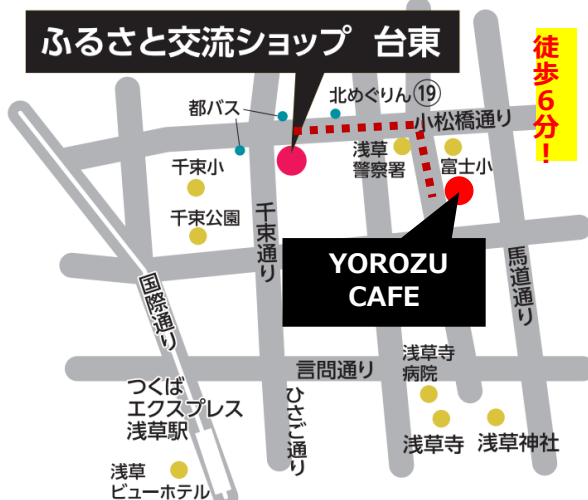 ふるさと交流ショップ 台東
徒歩6分！
都バス
北めぐりん⑲
小松橋通り
浅草
警察署
富士小
千束小
千束公園
千束通り
YOROZU
CAFE
馬道通り
国際通り
言問通り
浅草寺
病院
つくば
エクスプレス
浅草駅
ひさご通り
浅草寺
浅草神社
浅草
ビューホテル